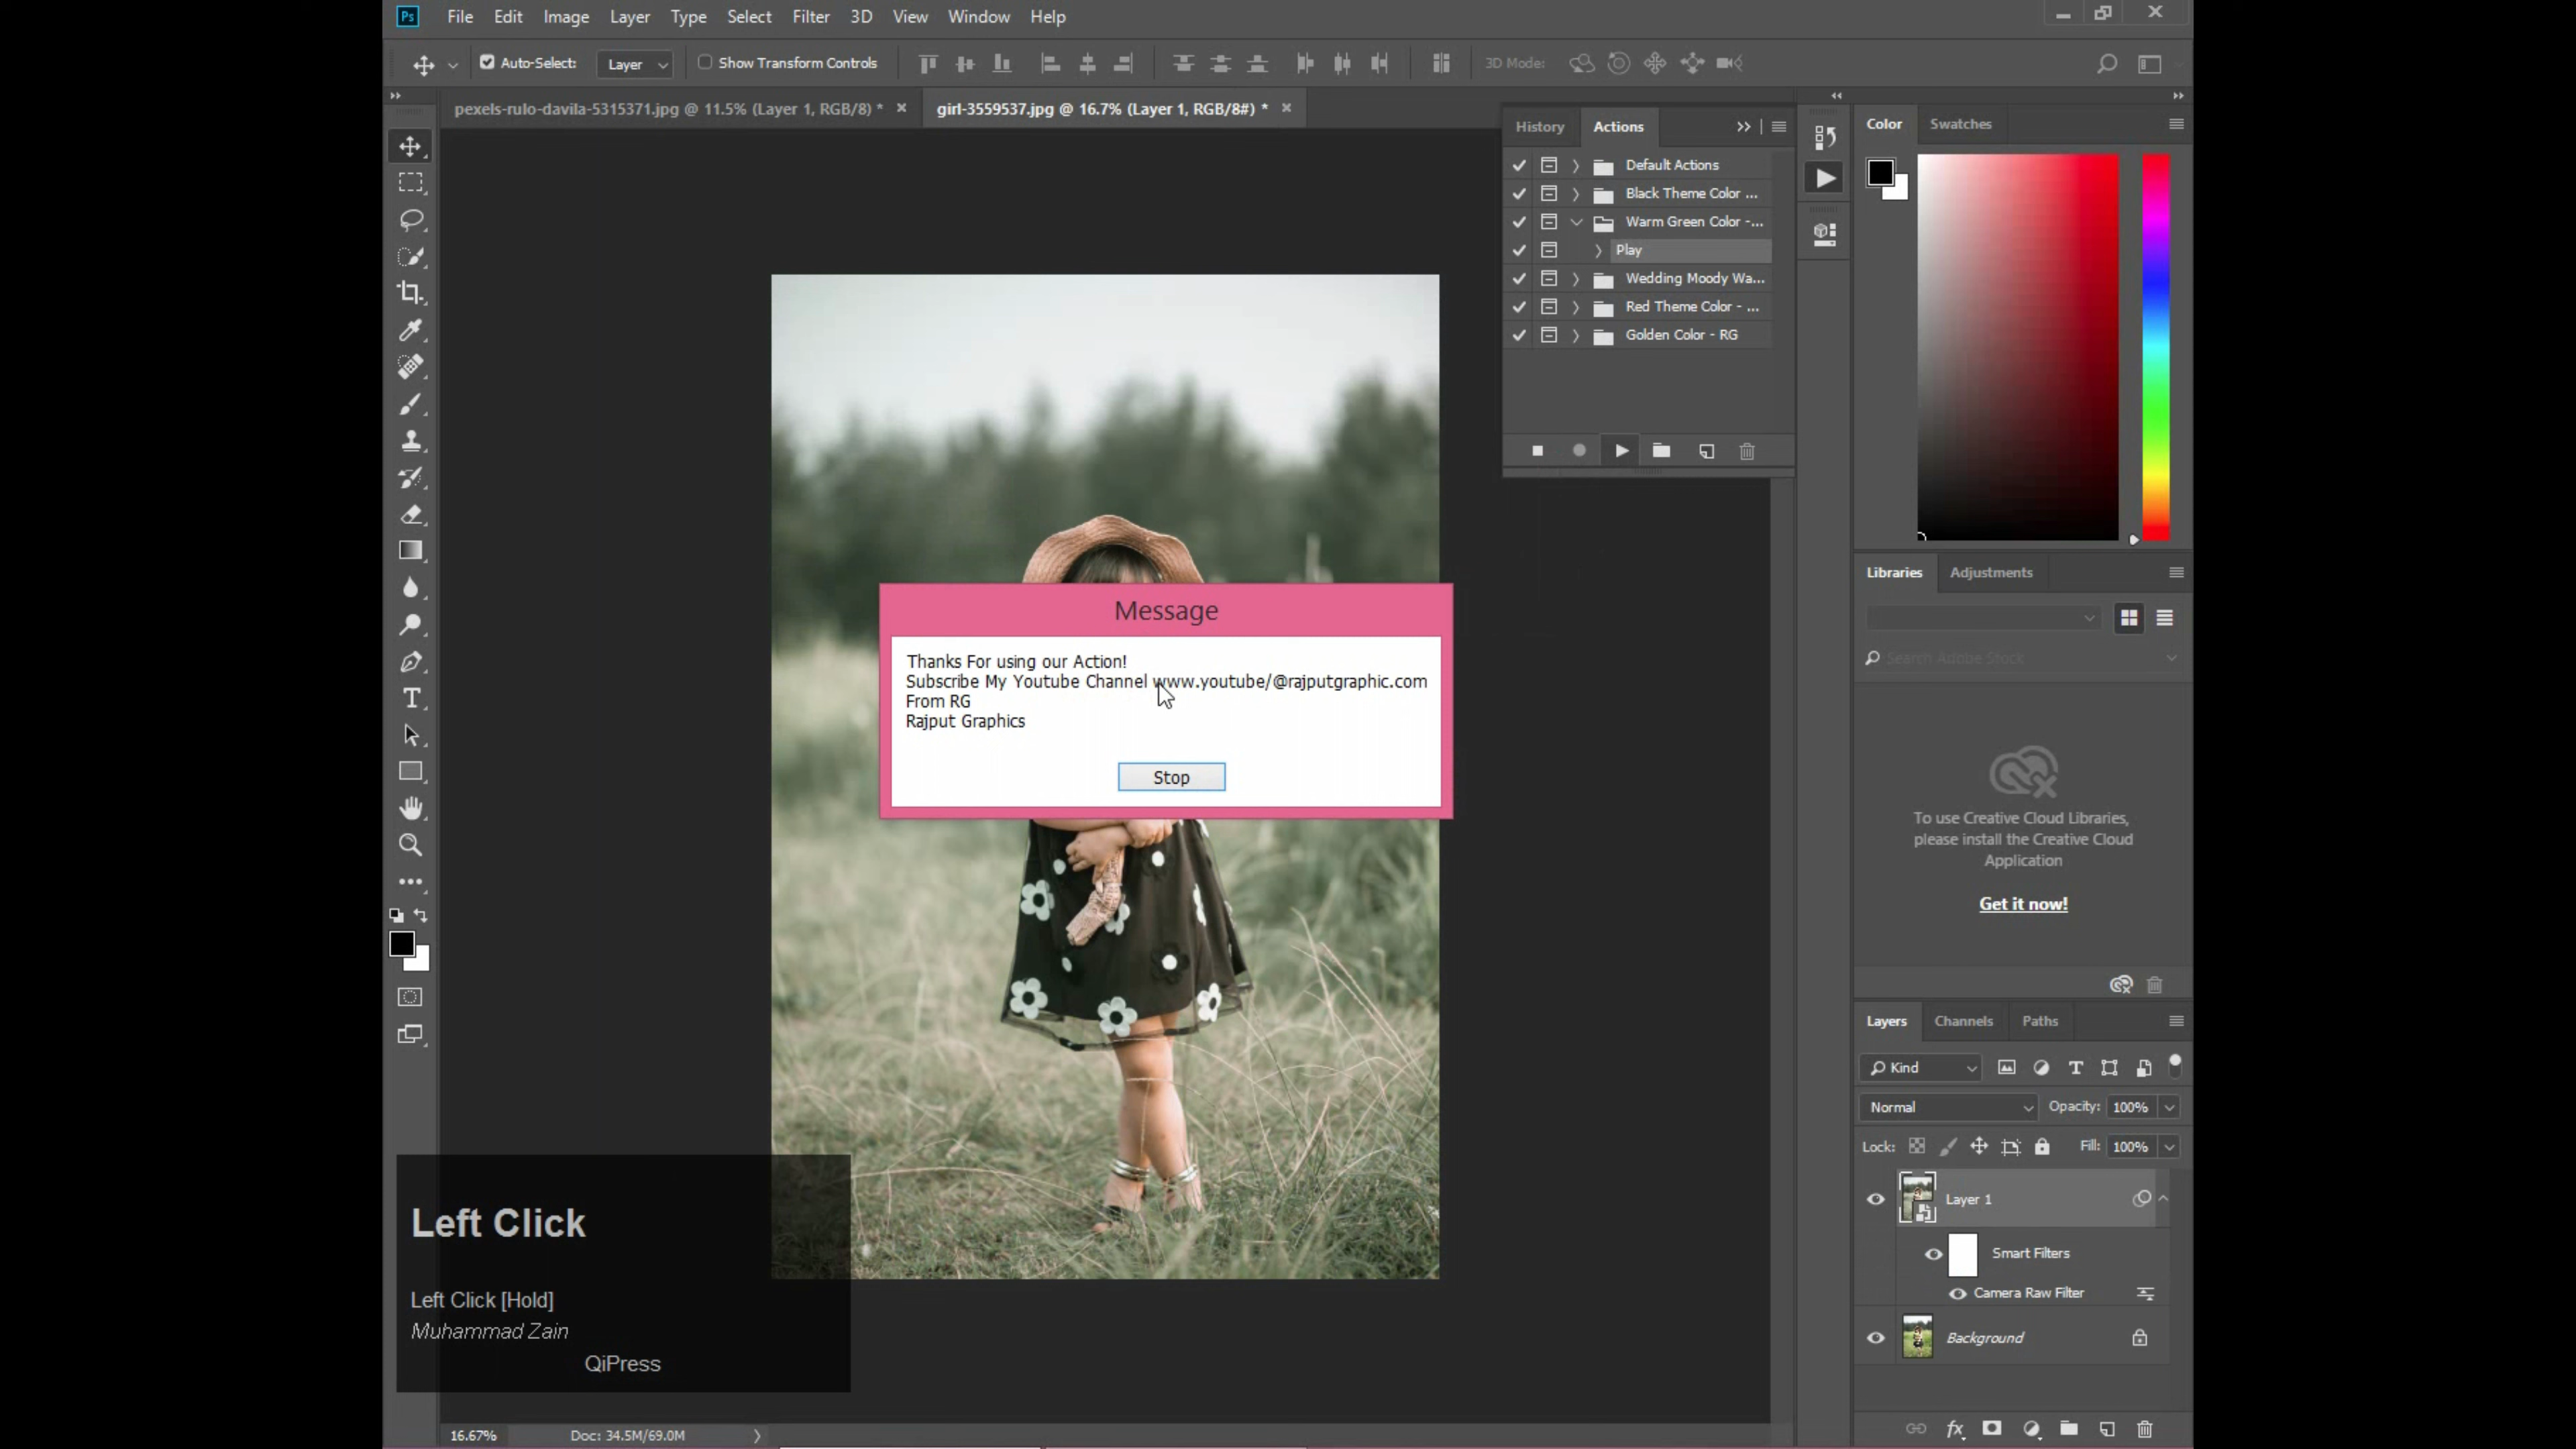 Ps File Edit Image Layer Type Select Filter 3D View Window Help
Auto-Select: Layer Show Transform Controls 3D Mode:
pexels-rulo-davila-5315371.jpg @ 11.5% (Layer 1, RGB/8) * girl-3559537.jpg @ 16.7% (Layer 1, RGB/8#) *
History Actions
Default Actions
Black Theme Color ...
Warm Green Color -...
Play
Wedding Moody Wa...
Red Theme Color - ...
Golden Color - RG
Color Swatches
Message
Thanks For using our Action!
Subscribe My Youtube Channel www.youtube/@rajputgraphic.com
From RG
Rajput Graphics
Stop
Libraries Adjustments
Search Adobe Stock
To use Creative Cloud Libraries,
please install the Creative Cloud
Application
Get it now!
Layers Channels Paths
Kind
Normal Opacity: 100%
Lock: Fill: 100%
Layer 1
Smart Filters
Camera Raw Filter
Background
Left Click
Left Click [Hold]
Muhammad Zain
QiPress
16.67% Doc: 34.5M/69.0M